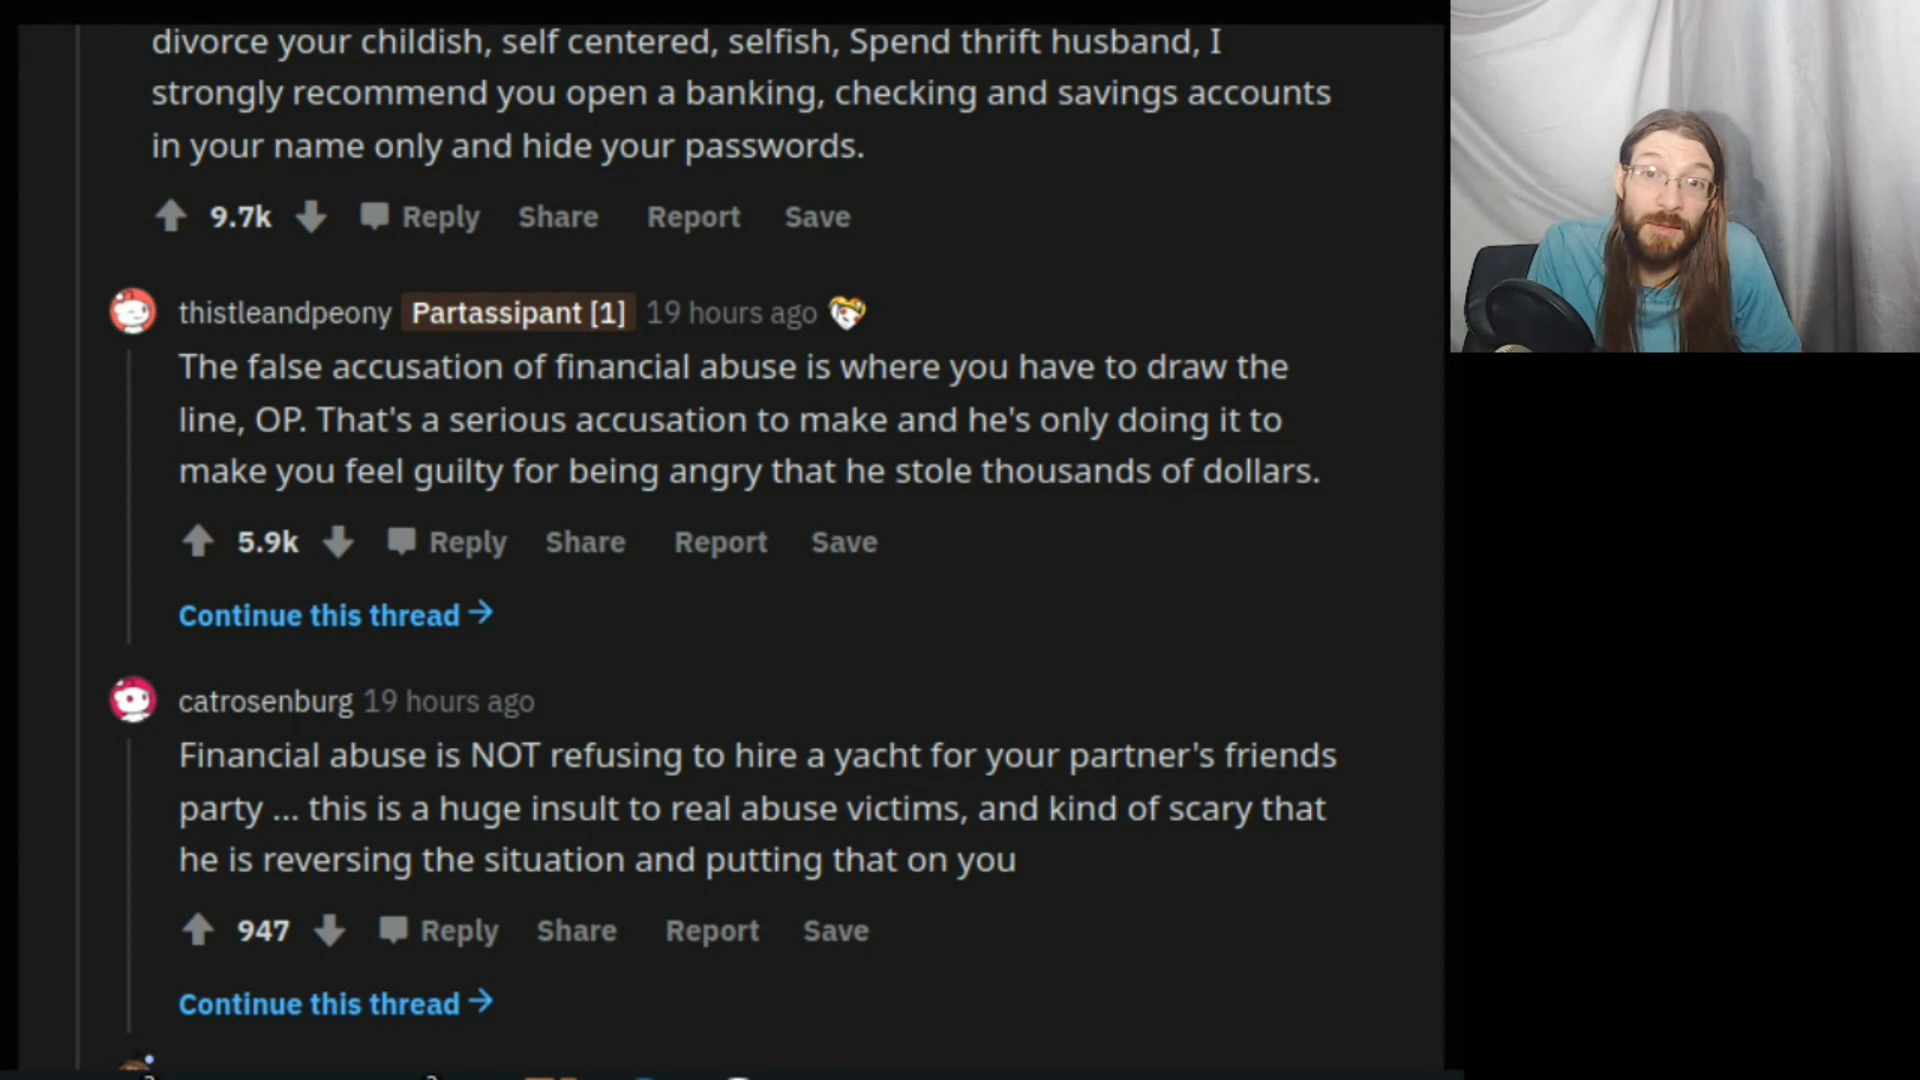 divorce your childish, self centered, selfish, Spend thrift husband, I
strongly recommend you open a banking, checking and savings accounts
in your name only and hide your passwords.
9.7k Reply Share Report Save
thistleandpeony Partassipant [1] 19 hours ago
The false accusation of financial abuse is where you have to draw the
line, OP. That's a serious accusation to make and he's only doing it to
make you feel guilty for being angry that he stole thousands of dollars.
5.9k Reply Share Report Save
Continue this thread
catrosenburg 19 hours ago
Financial abuse is NOT refusing to hire a yacht for your partner's friends
party ... this is a huge insult to real abuse victims, and kind of scary that
he is reversing the situation and putting that on you
947 Reply Share Report Save
Continue this thread